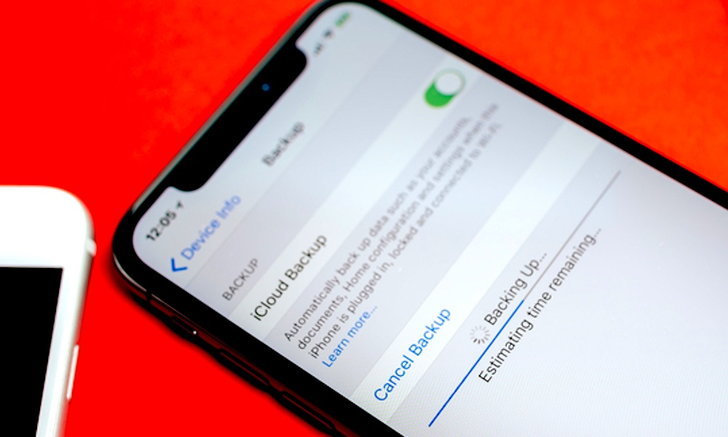 12:05
Device Info
Backup
BACKUP
iCloud Backup
Automatically back up data such as your accounts,
documents, Home configuration and settings when this
iPhone is plugged in, locked and connected to Wi-Fi.
Learn more...
Cancel Backup
Backing Up...
Estimating time remaining...